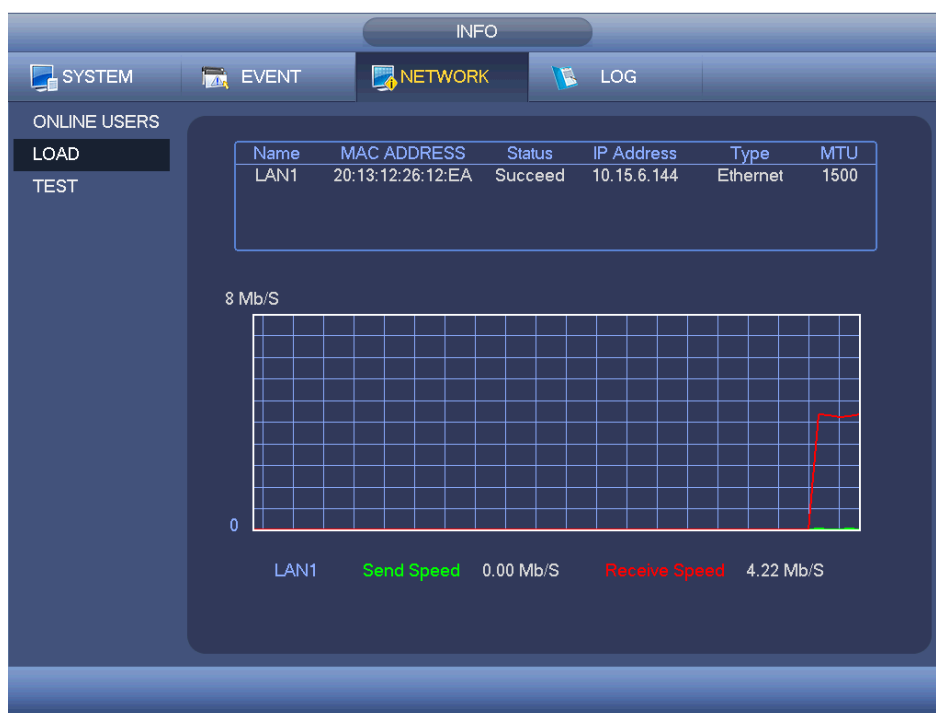 INFO
SYSTEM EVENT NETWORK LOG
ONLINE USERS
LOAD
TEST
Name MAC ADDRESS Status IP Address Type MTU
LAN1 20:13:12:26:12:EA Succeed 10.15.6.144 Ethernet 1500
8 Mb/S
0
LAN1 Send Speed 0.00 Mb/S Receive Speed 4.22 Mb/S